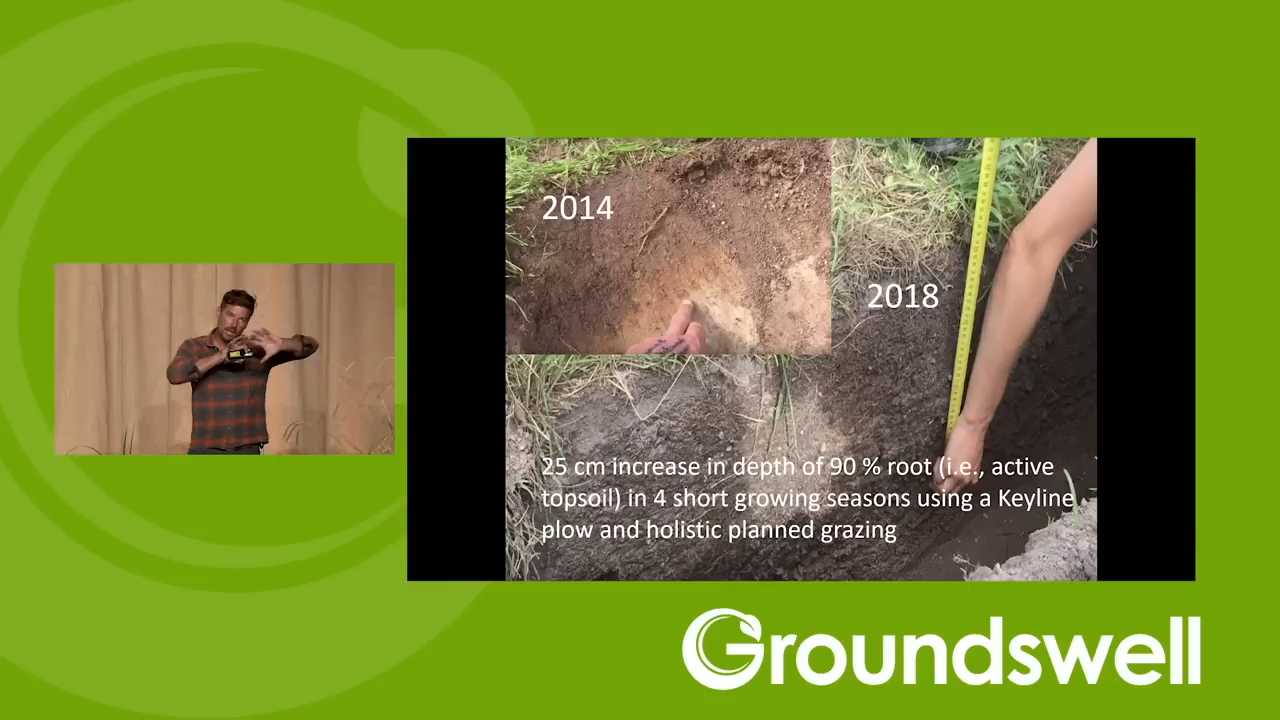 2014
2018
25 cm increase in depth of 90 % root (i.e., active
topsoil) in 4 short growing seasons using a Keyline
plow and holistic planned grazing
Groundswell